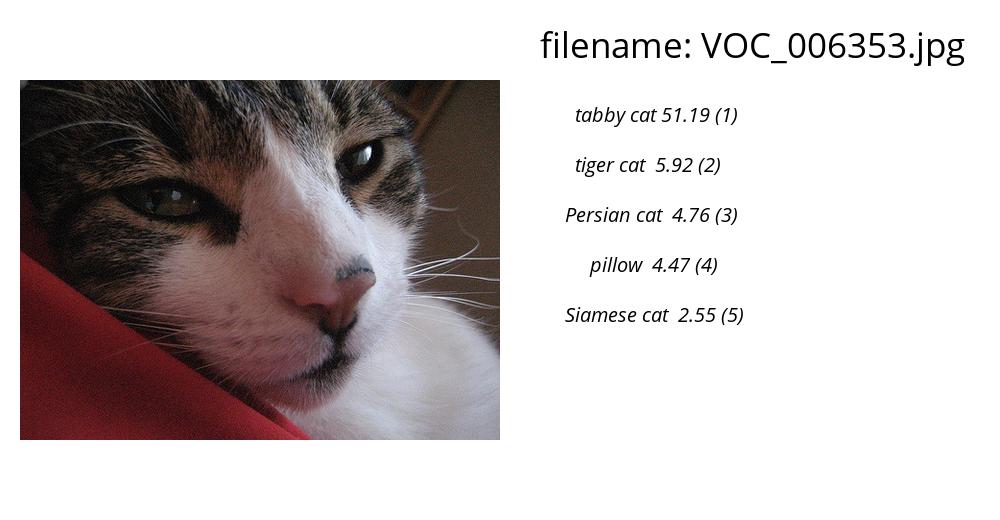 filename: VOC_006353.jpg
tabby cat 51.19 (1)
tiger cat 5.92 (2)
Persian cat 4.76 (3)
pillow 4.47 (4)
Siamese cat 2.55 (5)